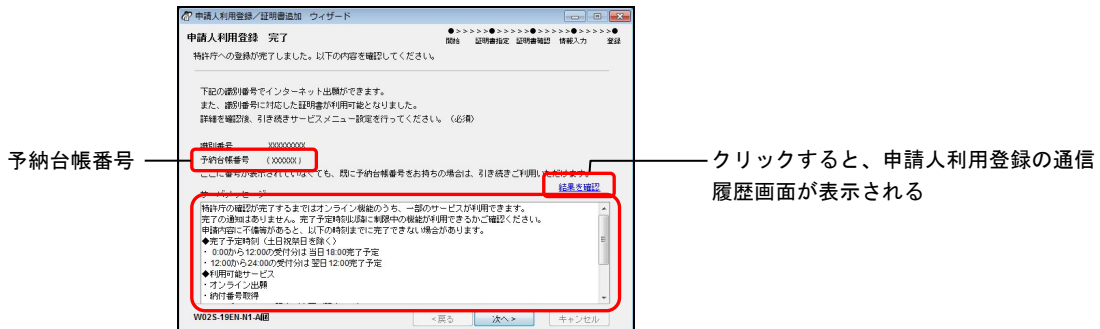 申請人利用登録／証明書追加 ウィザード
申請人利用登録 完了
●>>>>>●>>>>>●>>>>>●>>>>>●
開始 証明書指定 証明書確認 情報入力 登録
特許庁への登録が完了しました。以下の内容を確認してください。
下記の識別番号でインターネット出願ができます。
また、識別番号に対応した証明書が利用可能となりました。
詳細を確認後、引き続きサービスメニュー設定を行ってください。（必須）
識別番号 XXXXXXXXX
予納台帳番号 （XXXXXX）
予納台帳番号
クリックすると、申請人利用登録の通信
履歴画面が表示される
ここに番号が表示されていなくても、既に予納台帳番号をお持ちの場合は、引き続きご利用いただけます。
結果を確認
サービスメッセージ
特許庁の確認が完了するまではオンライン機能のうち、一部のサービスが利用できます。
完了の通知はありません。完了予定時刻以降に制限中の機能が利用できるかご確認ください。
申請内容に不備等があると、以下の時刻までに完了できない場合があります。
◆完了予定時刻（土日祝祭日を除く）
・ 0:00から12:00の受付分は当日18:00完了予定
・ 12:00から24:00の受付分は翌日12:00完了予定
◆利用可能サービス
・オンライン出願
・納付番号取得
W02S-19EN-N1-A
<戻る 次へ> キャンセル